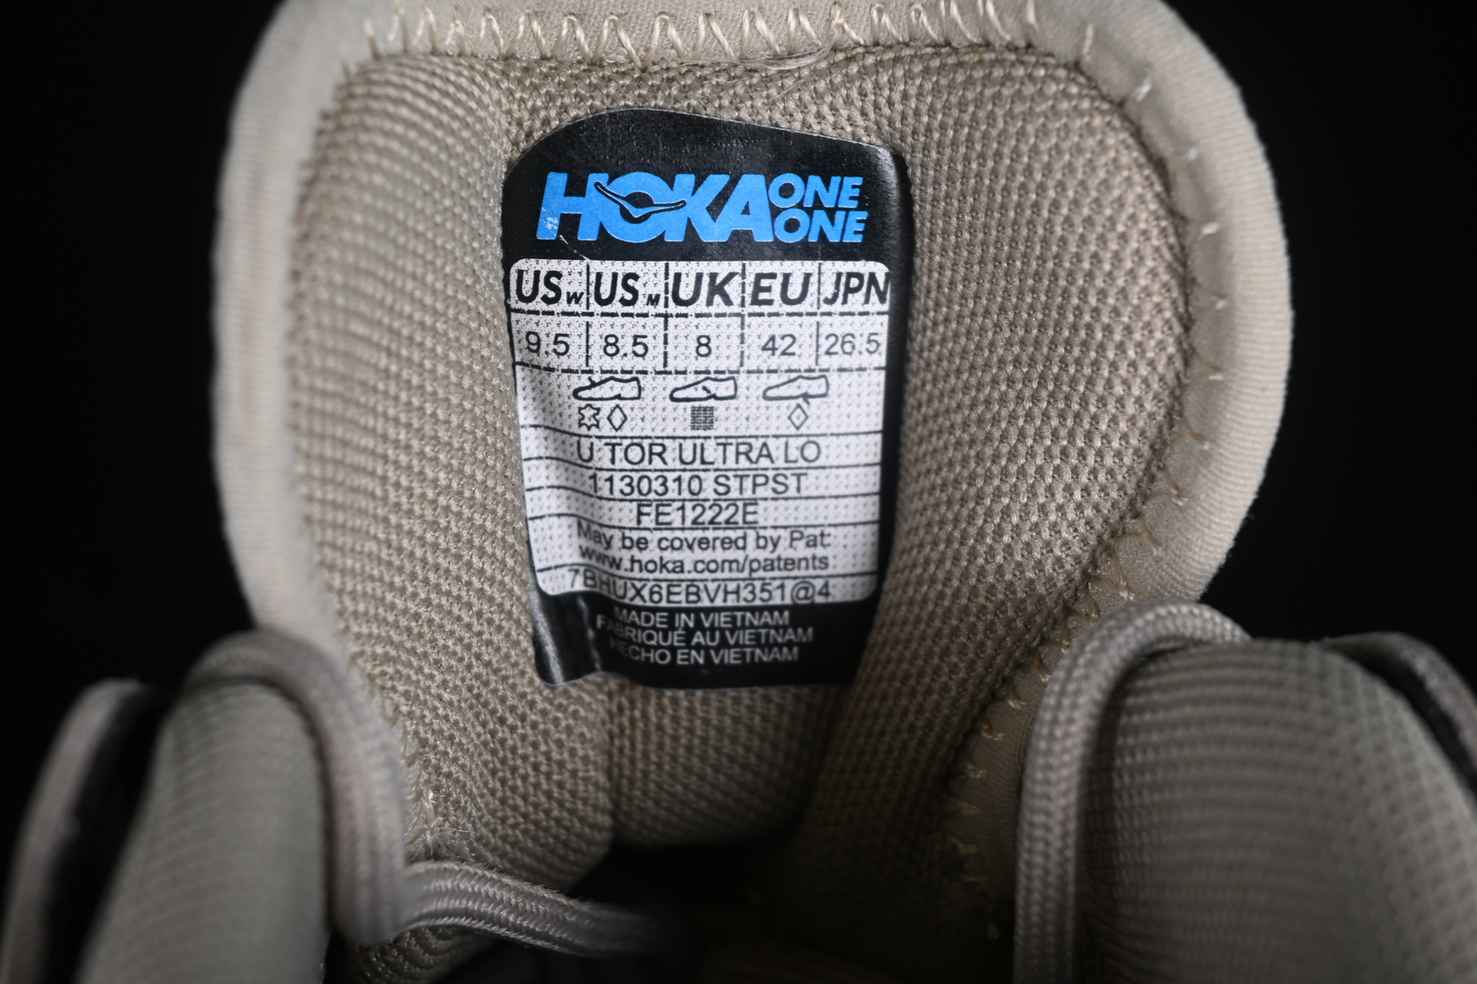 HOKA ONE ONE
US W US M UK EU JPN
9.5 8.5 8 42 26.5
U TOR ULTRA LO
1130310 STPST
FE1222E
May be covered by Pat:
www.hoka.com/patents
7BHUX6EBVH351@4
MADE IN VIETNAM
FABRIQUÉ AU VIETNAM
HECHO EN VIETNAM